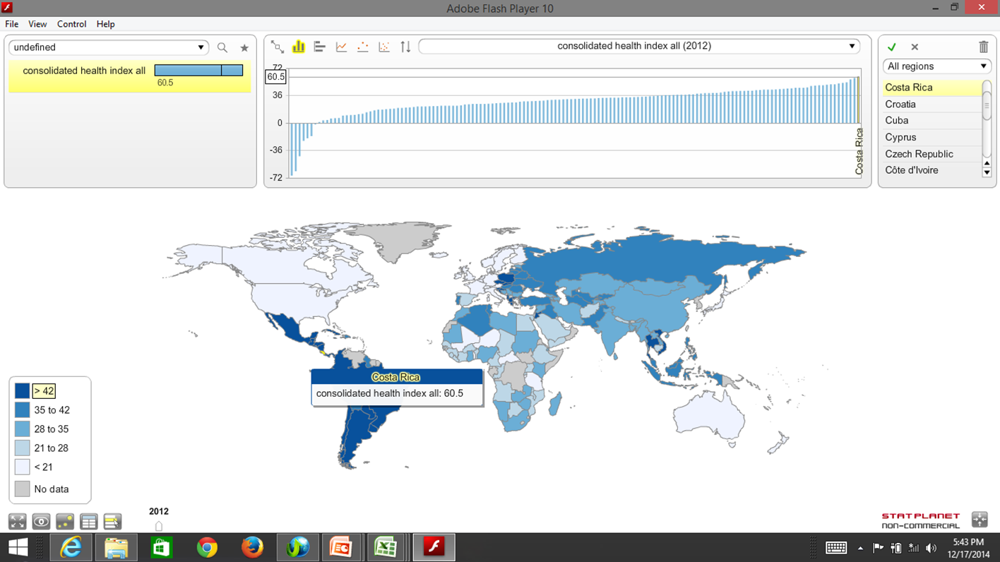 Adobe Flash Player 10
File View Control Help
undefined
consolidated health index all
60.5
consolidated health index all (2012)
72
60.5
36
0
-36
-72
Costa Rica
All regions
Costa Rica
Croatia
Cuba
Cyprus
Czech Republic
Côte d'Ivoire
Costa Rica
consolidated health index all: 60.5
> 42
35 to 42
28 to 35
21 to 28
< 21
No data
2012
STATPLANET
NON-COMMERCIAL
5:43 PM
12/17/2014